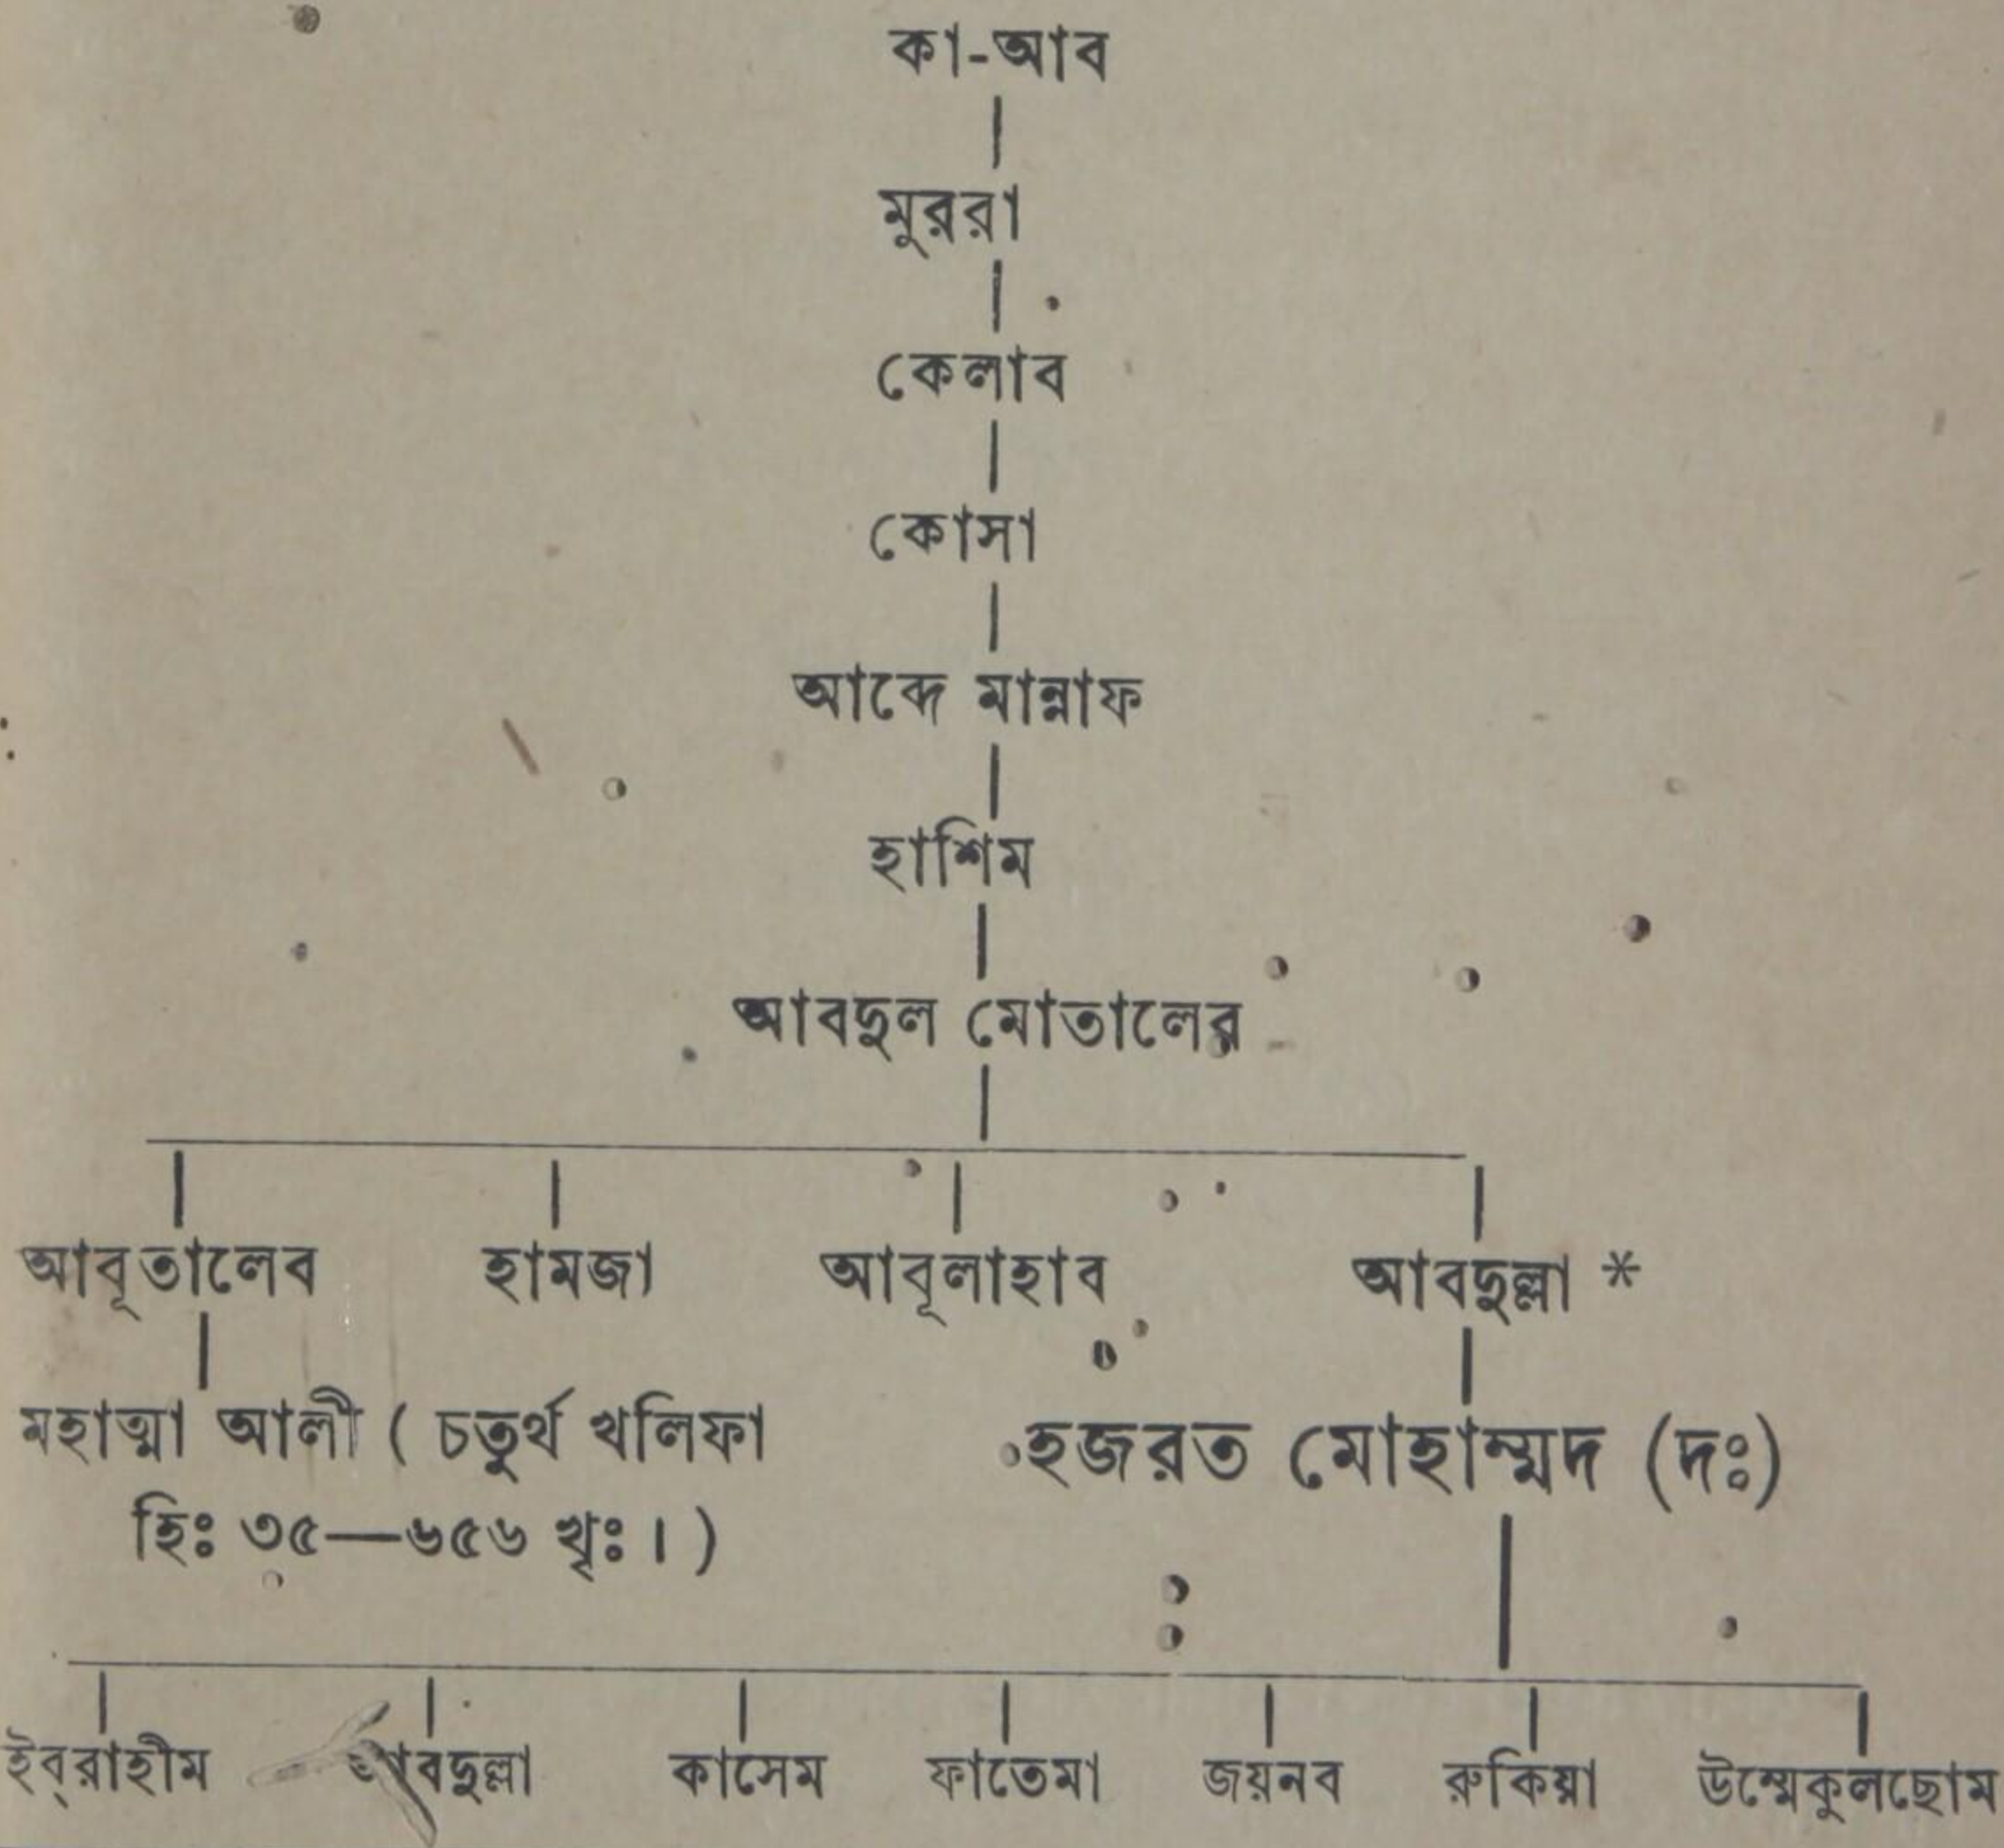 কা-আব
মুররা
কেলাব
কোসা
আব্দে মান্নাফ
হাশিম
আবদুল মোতালের
আবূতালেব হামজা আবূলাহাব আবদুল্লা *
মহাত্মা আলী ( চতুর্থ খলিফা হজরত মোহাম্মদ (দঃ)
হিঃ ৩৫—৬৫৬ খৃঃ । )
ইব্রাহীম আবদুল্লা কাসেম ফাতেমা জয়নব রুকিয়া উম্মেকুলছোম